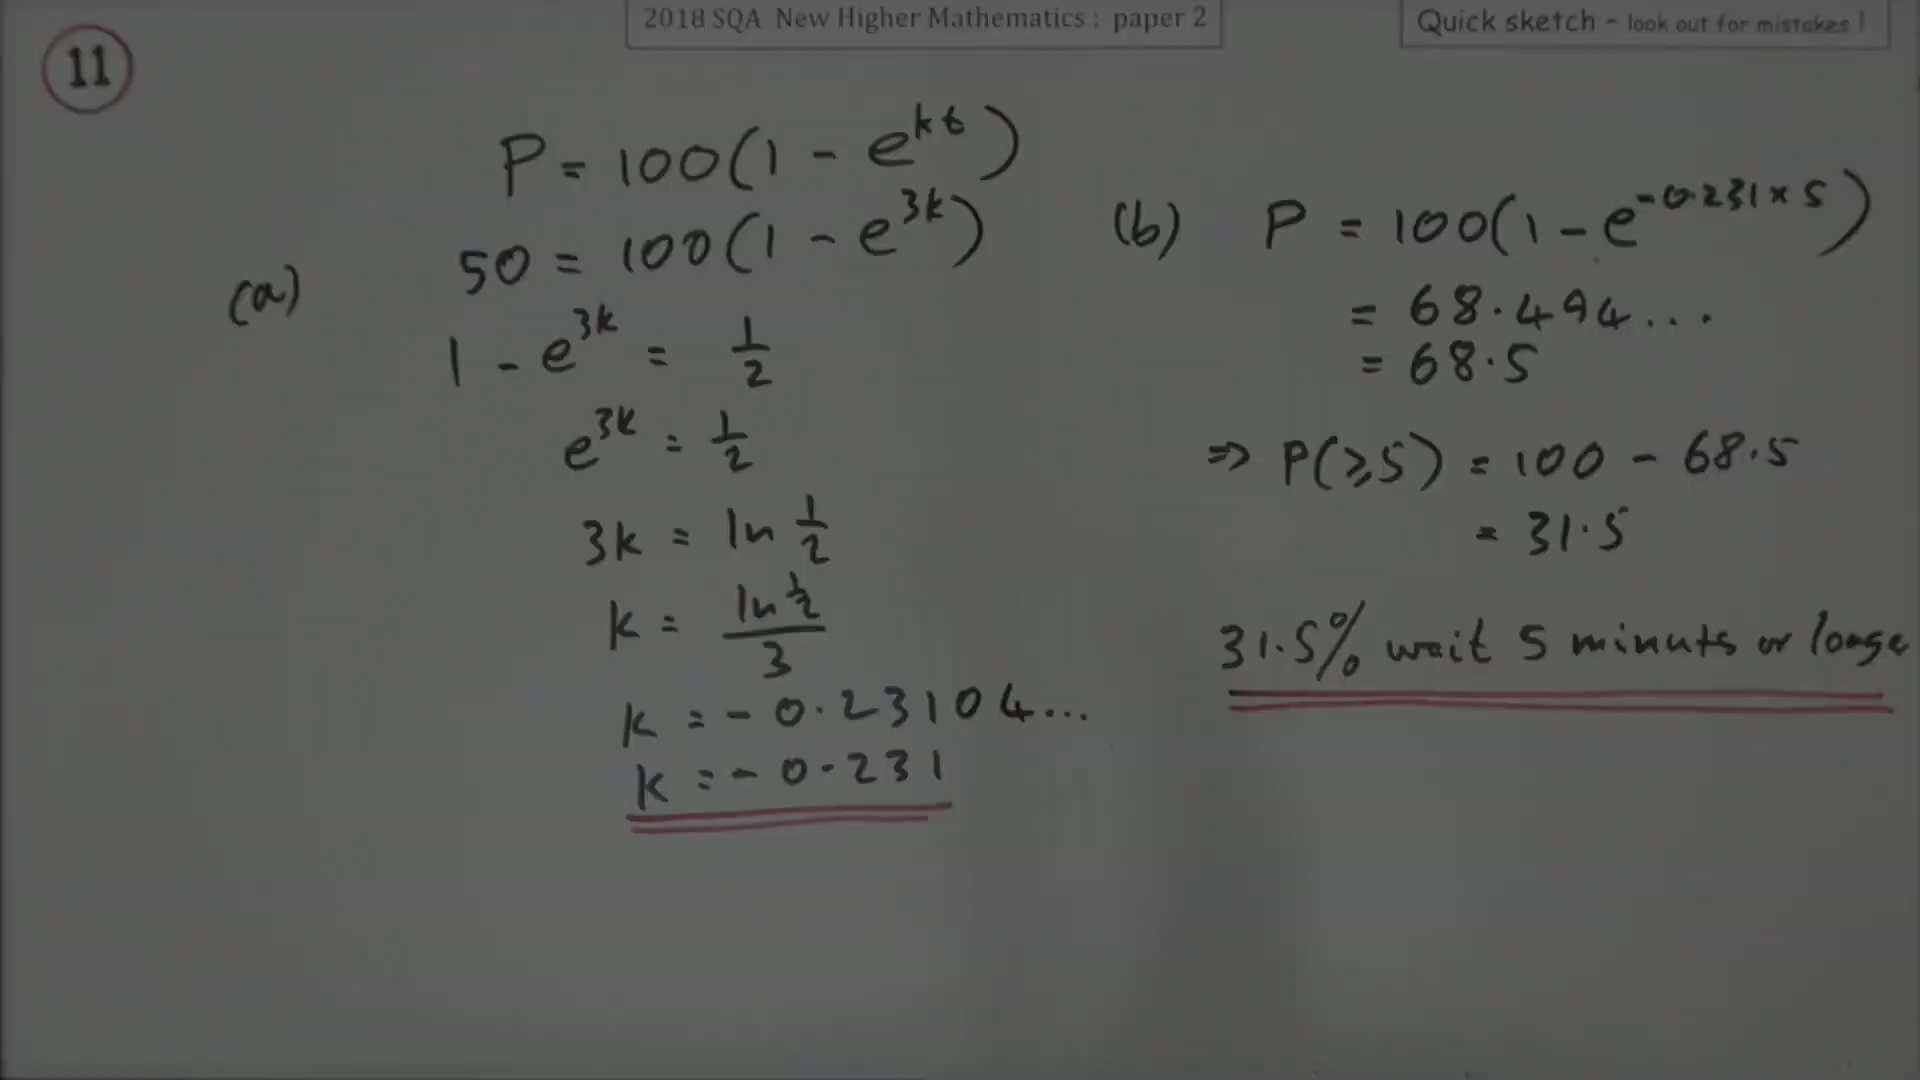 2018 SQA New Higher Mathematics : paper 2
Quick sketch - look out for mistakes !
11
P = 100(1 - e^{kt})
(a) 50 = 100(1 - e^{3k})
1 - e^{3k} = 1/2
e^{3k} = 1/2
3k = ln 1/2
k = ln 1/2 / 3
k = -0.23104...
k = -0.231
(b) P = 100(1 - e^{-0.231×5})
= 68.494...
= 68.5
⇒ P(⩾5) = 100 - 68.5
= 31.5
31.5% wait 5 minuts or longe